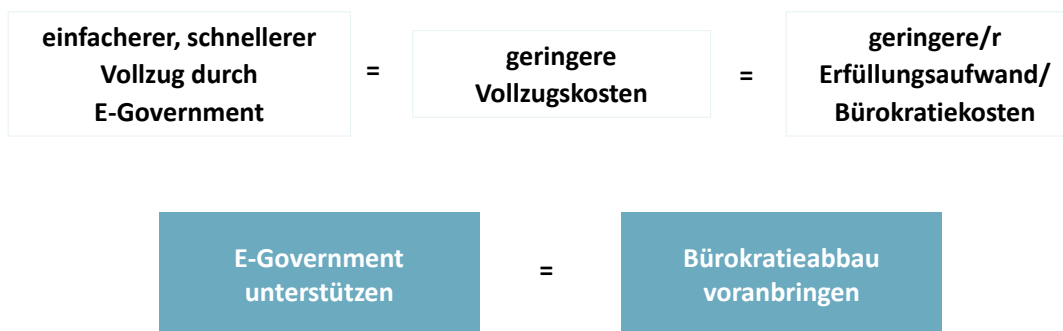 einfacherer, schnellerer
Vollzug durch
E-Government
=
geringere
Vollzugskosten
=
geringere/r
Erfüllungsaufwand/
Bürokratiekosten
E-Government
unterstützen
=
Bürokratieabbau
voranbringen